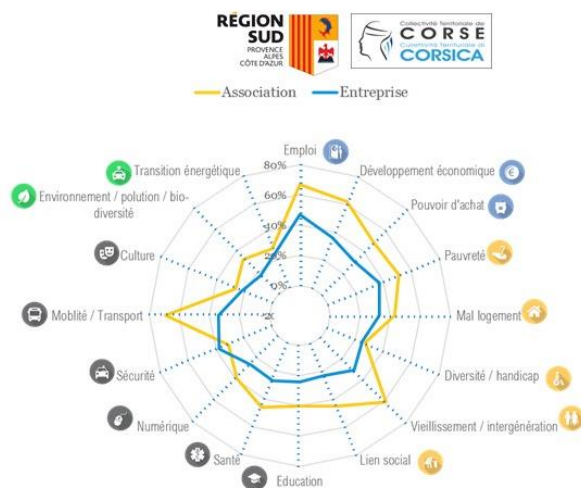 RÉGION
SUD
PROVENCE
ALPES
CÔTE D'AZUR
Collectivité Territoriale de
CORSE
Cullettività Territuriale di
CORSICA
Association
Entreprise
Emploi
Transition énergétique
80%
Développement économique
Environnement / polution / bio-
diversité
60%
Pouvoir d'achat
40%
Culture
20%
Pauvreté
0%
Moblité / Transport
Mal logement
Sécurité
Diversité / handicap
Numérique
Vieillissement / intergénération
Santé
Lien social
Education